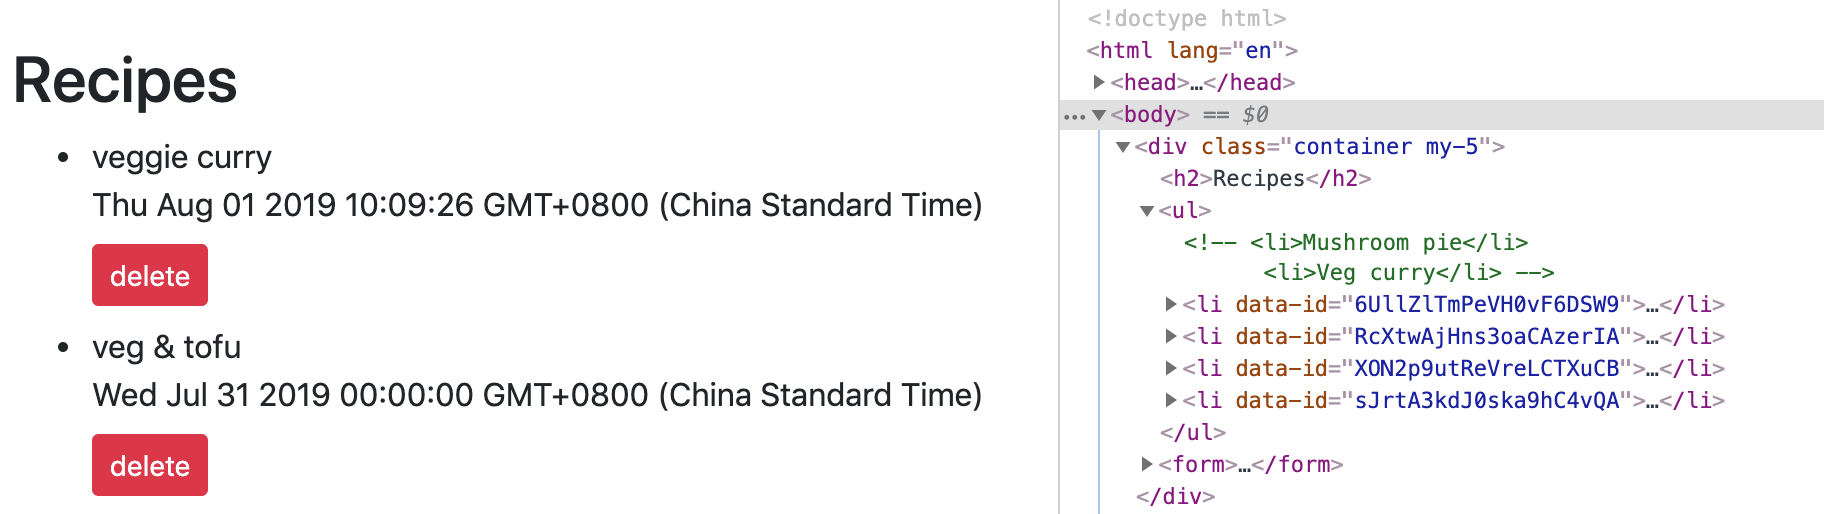 Recipes
veggie curry
Thu Aug 01 2019 10:09:26 GMT+0800 (China Standard Time)
delete
veg & tofu
Wed Jul 31 2019 00:00:00 GMT+0800 (China Standard Time)
delete
<!doctype html>
<html lang="en">
▶<head>…</head>
…▼<body> == $0
▼<div class="container my-5">
<h2>Recipes</h2>
▼<ul>
<!-- <li>Mushroom pie</li>
<li>Veg curry</li> -->
▶<li data-id="6UllZlTmPeVH0vF6DSW9">…</li>
▶<li data-id="RcXtwAjHns3oaCAzerIA">…</li>
▶<li data-id="XON2p9utReVreLCTXuCB">…</li>
▶<li data-id="sJrtA3kdJ0ska9hC4vQA">…</li>
</ul>
▶<form>…</form>
</div>